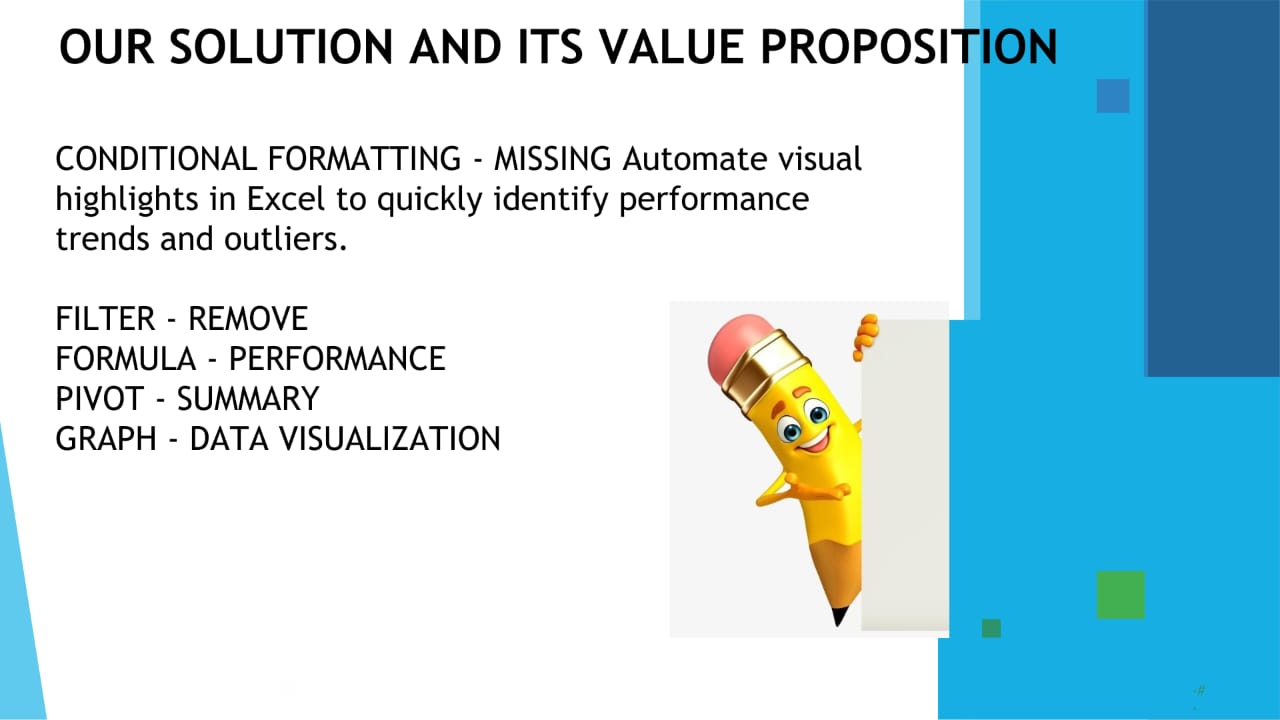 OUR SOLUTION AND ITS VALUE PROPOSITION
CONDITIONAL FORMATTING - MISSING Automate visual
highlights in Excel to quickly identify performance
trends and outliers.
FILTER - REMOVE
FORMULA - PERFORMANCE
PIVOT - SUMMARY
GRAPH - DATA VISUALIZATION